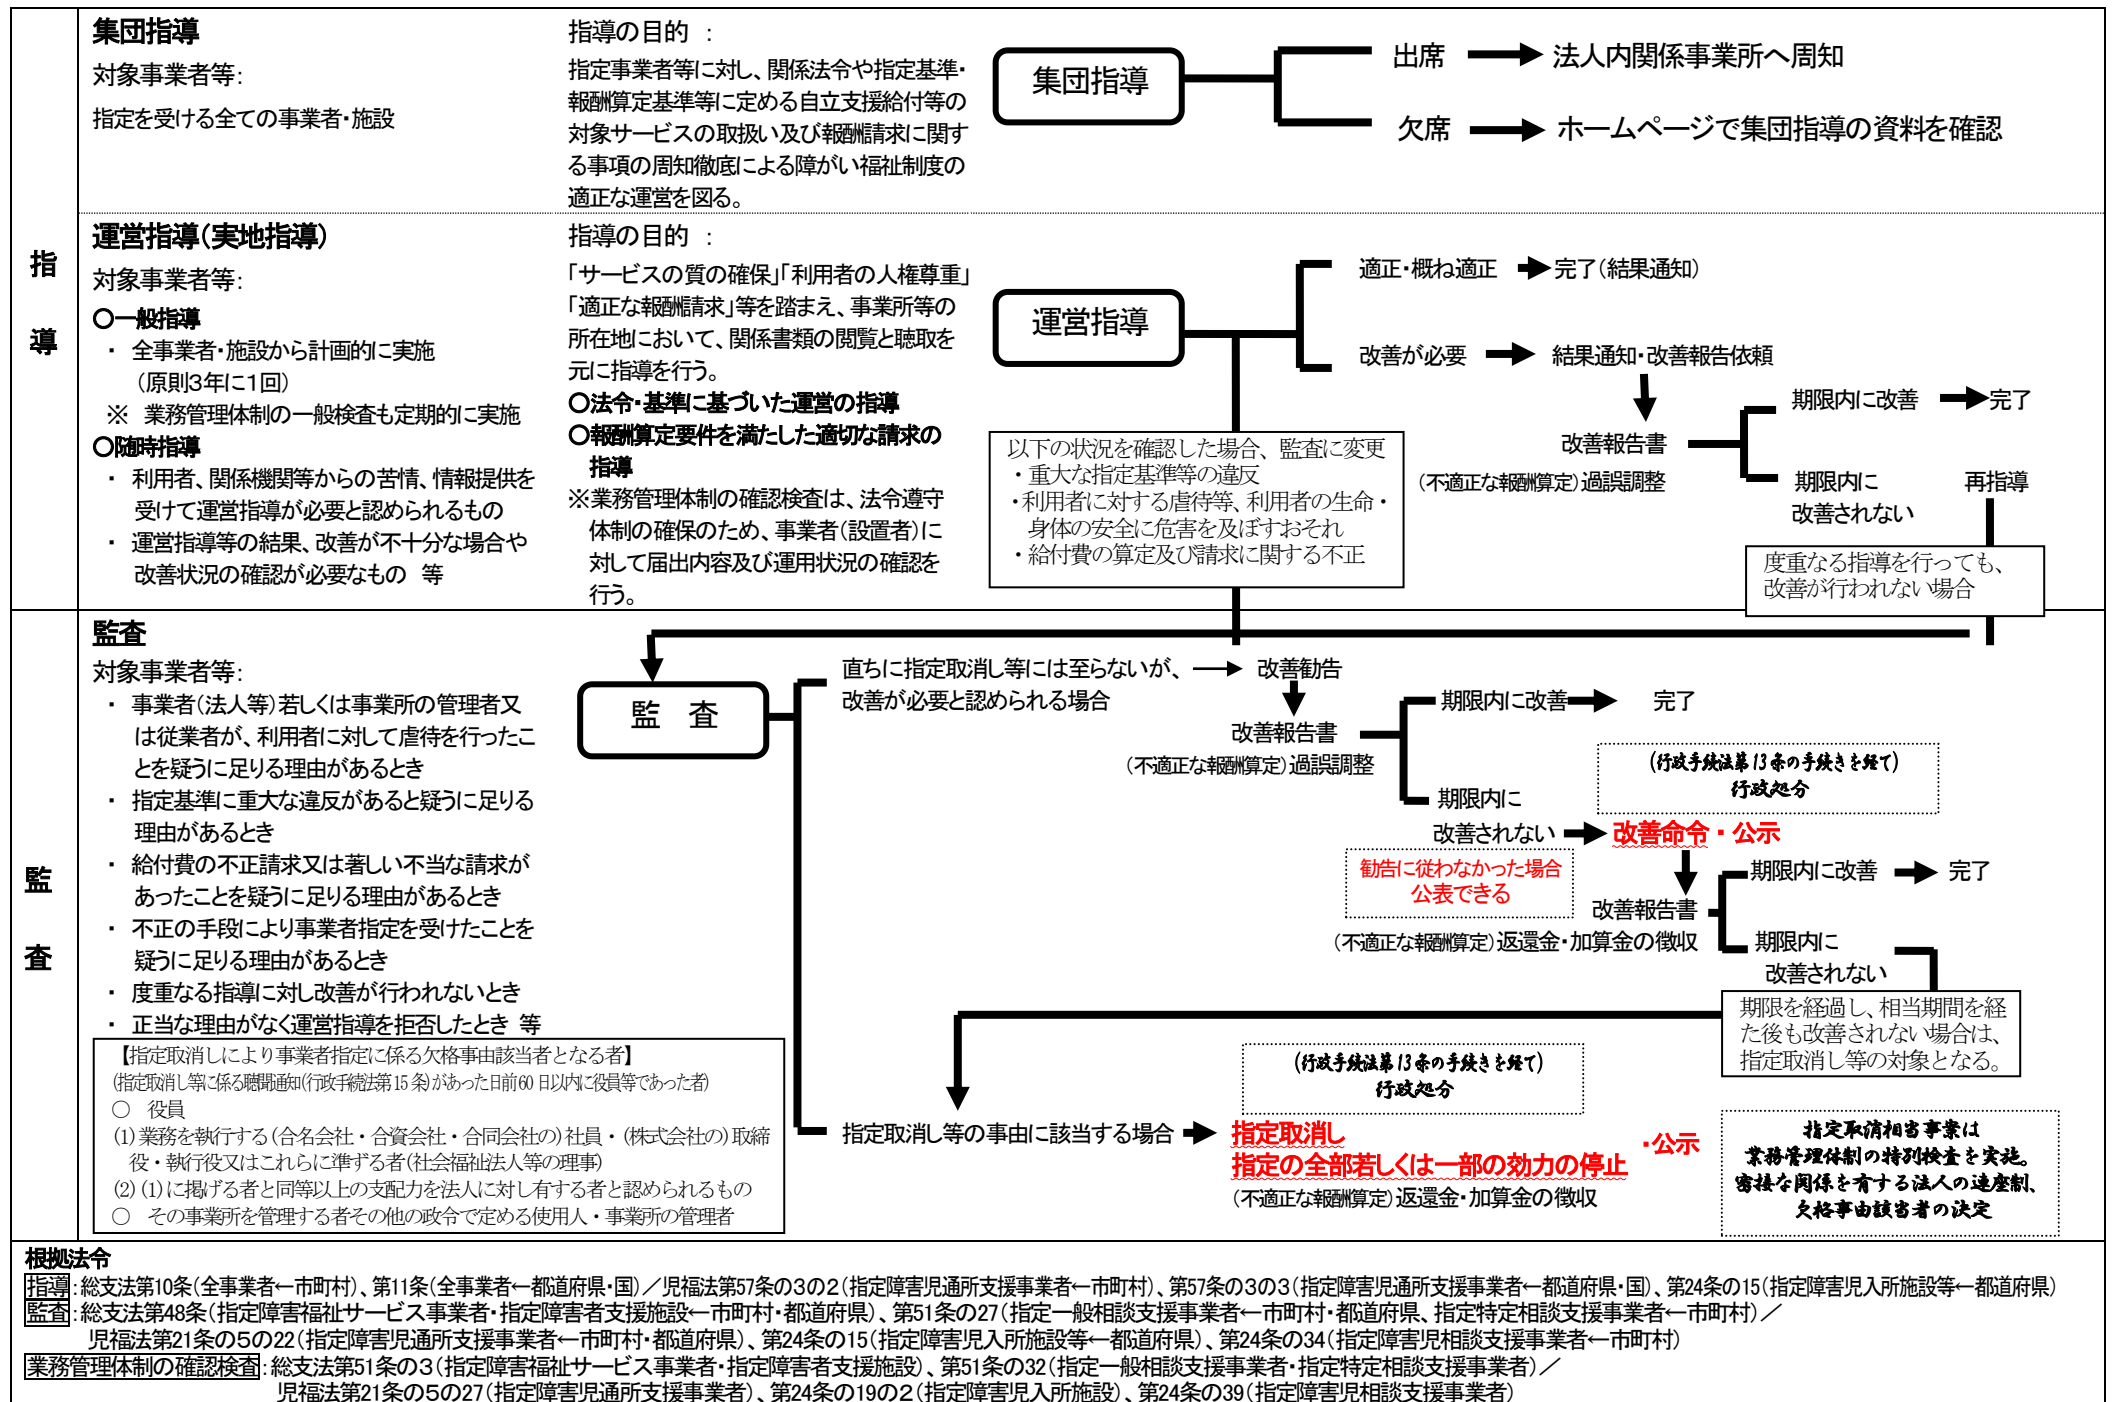 指導
集団指導
対象事業者等：
指定を受ける全ての事業者・施設
指導の目的　：
指定事業者等に対し、関係法令や指定基準・
報酬算定基準等に定める自立支援給付等の
対象サービスの取扱い及び報酬請求に関す
る事項の周知徹底による障がい福祉制度の
適正な運営を図る。
集団指導
出席
法人内関係事業所へ周知
欠席
ホームページで集団指導の資料を確認
運営指導（実地指導）
対象事業者等：
○一般指導
・　全事業者・施設から計画的に実施
（原則3年に1回）
※　業務管理体制の一般検査も定期的に実施
○随時指導
・　利用者、関係機関等からの苦情、情報提供を
受けて運営指導が必要と認められるもの
・　運営指導等の結果、改善が不十分な場合や
改善状況の確認が必要なもの　等
指導の目的　：
「サービスの質の確保」「利用者の人権尊重」
「適正な報酬請求」等を踏まえ、事業所等の
所在地において、関係書類の閲覧と聴取を
元に指導を行う。
○法令・基準に基づいた運営の指導
○報酬算定要件を満たした適切な請求の
指導
※業務管理体制の確認検査は、法令遵守
体制の確保のため、事業者（設置者）に
対して届出内容及び運用状況の確認を
行う。
運営指導
適正・概ね適正
完了（結果通知）
改善が必要
結果通知・改善報告依頼
改善報告書
（不適正な報酬算定）過誤調整
期限内に改善
完了
期限内に
改善されない
再指導
以下の状況を確認した場合、監査に変更
・重大な指定基準等の違反
・利用者に対する虐待等、利用者の生命・
身体の安全に危害を及ぼすおそれ
・給付費の算定及び請求に関する不正
度重なる指導を行っても、
改善が行われない場合
監査
監査
対象事業者等：
・　事業者（法人等）若しくは事業所の管理者又
は従業者が、利用者に対して虐待を行ったこ
とを疑うに足りる理由があるとき
・　指定基準に重大な違反があると疑うに足りる
理由があるとき
・　給付費の不正請求又は著しい不当な請求が
あったことを疑うに足りる理由があるとき
・　不正の手段により事業者指定を受けたことを
疑うに足りる理由があるとき
・　度重なる指導に対し改善が行われないとき
・　正当な理由がなく運営指導を拒否したとき　等
【指定取消しにより事業者指定に係る欠格事由該当者となる者】
(指定取消し等に係る聴聞通知(行政手続法第15条)があった日前60日以内に役員等であった者)
○　役員
(1)業務を執行する(合名会社・合資会社・合同会社の)社員・(株式会社の)取締
役・執行役又はこれらに準ずる者(社会福祉法人等の理事)
(2)(1)に掲げる者と同等以上の支配力を法人に対し有する者と認められるもの
○　その事業所を管理する者その他の政令で定める使用人・事業所の管理者
監　査
直ちに指定取消し等には至らないが、
改善が必要と認められる場合
改善勧告
改善報告書
（不適正な報酬算定）過誤調整
期限内に改善
完了
期限内に
改善されない
（行政手続法第13条の手続きを経て）
行政処分
改善命令・公示
勧告に従わなかった場合
公表できる
改善報告書
（不適正な報酬算定）返還金・加算金の徴収
期限内に改善
完了
期限内に
改善されない
期限を経過し、相当期間を経
た後も改善されない場合は、
指定取消し等の対象となる。
（行政手続法第13条の手続きを経て）
行政処分
指定取消し等の事由に該当する場合
指定取消し
指定の全部若しくは一部の効力の停止
・公示
（不適正な報酬算定）返還金・加算金の徴収
指定取消相当事案は
業務管理体制の特別検査を実施。
密接な関係を有する法人の連座制、
欠格事由該当者の決定
根拠法令
指導：総支法第10条（全事業者←市町村）、第11条（全事業者←都道府県・国）／児福法第57条の3の2（指定障害児通所支援事業者←市町村）、第57条の3の3（指定障害児通所支援事業者←都道府県・国）、第24条の15（指定障害児入所施設等←都道府県）
監査：総支法第48条（指定障害福祉サービス事業者・指定障害者支援施設←市町村・都道府県）、第51条の27（指定一般相談支援事業者←市町村・都道府県、指定特定相談支援事業者←市町村）／
児福法第21条の5の22（指定障害児通所支援事業者←市町村・都道府県）、第24条の15（指定障害児入所施設等←都道府県）、第24条の34（指定障害児相談支援事業者←市町村）
業務管理体制の確認検査：総支法第51条の3（指定障害福祉サービス事業者・指定障害者支援施設）、第51条の32（指定一般相談支援事業者・指定特定相談支援事業者）／
児福法第21条の5の27（指定障害児通所支援事業者）、第24条の19の2（指定障害児入所施設）、第24条の39（指定障害児相談支援事業者）